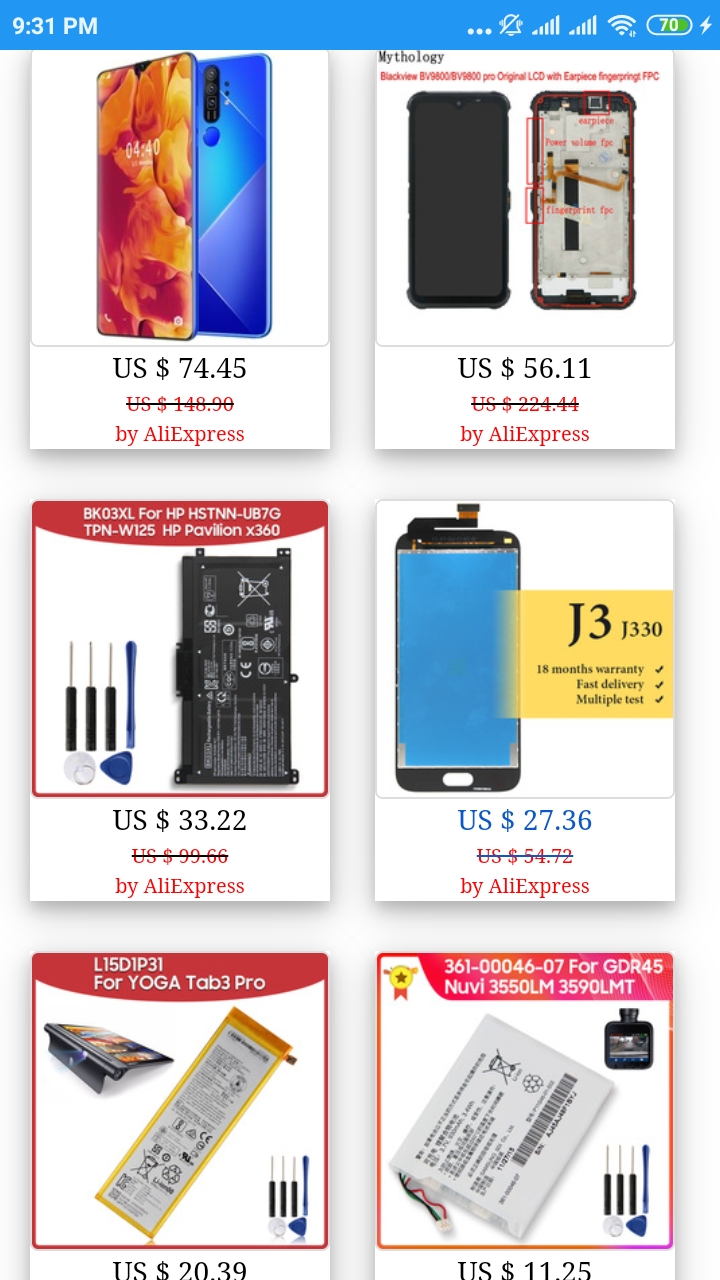 9:31 PM
70
04:40
US $ 74.45
US $ 148.90
by AliExpress
Mythology
Blackview BV9800/BV9800 pro Original LCD with Earpiece fingerpringt FPC
earpiece
Power volume fpc
fingerprint fpc
US $ 56.11
US $ 224.44
by AliExpress
BK03XL For HP HSTNN-UB7G
TPN-W125 HP Pavilion x360
US $ 33.22
US $ 99.66
by AliExpress
J3 J330
18 months warranty
Fast delivery
Multiple test
US $ 27.36
US $ 54.72
by AliExpress
L15D1P31
For YOGA Tab3 Pro
US $ 20.39
361-00046-07 For GDR45
Nuvi 3550LM 3590LMT
361-00046-07
US $ 11.25